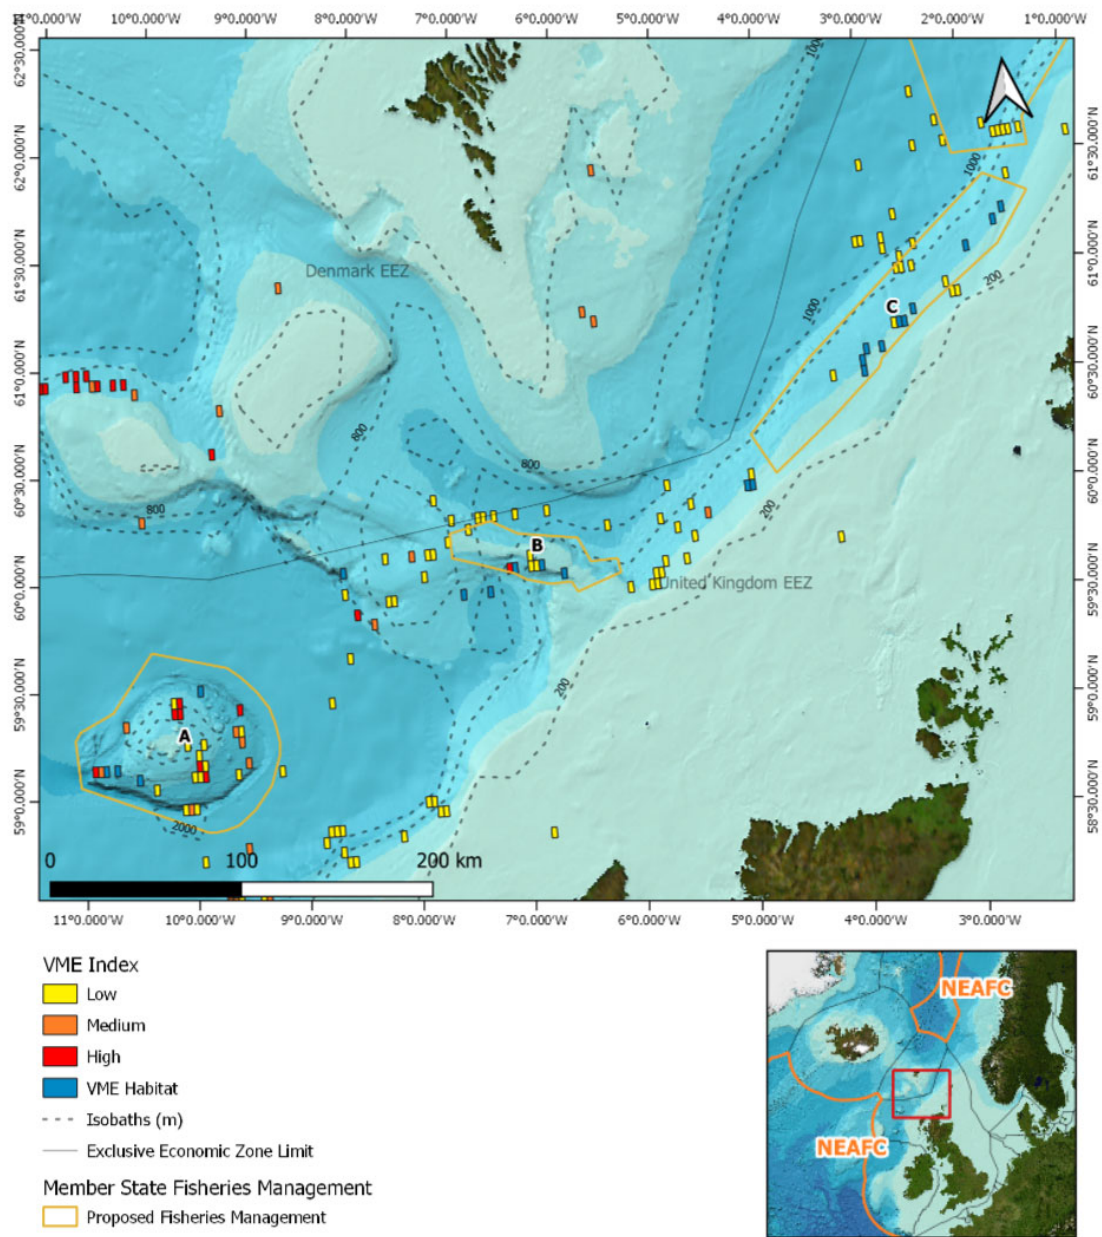 11°0.000'W 10°0.000'W 9°0.000'W 8°0.000'W 7°0.000'W 6°0.000'W 5°0.000'W 4°0.000'W 3°0.000'W 2°0.000'W 1°0.000'W
62°30.000'N
62°0.000'N
61°30.000'N
61°0.000'N
60°30.000'N
60°0.000'N
59°30.000'N
59°0.000'N
61°30.000'N
61°0.000'N
60°30.000'N
60°0.000'N
59°30.000'N
59°0.000'N
58°30.000'N
1000
1000
Denmark EEZ
200
1000
C
800
800
800
200
B
United Kingdom EEZ
200
A
2000
0 100 200 km
11°0.000'W 10°0.000'W 9°0.000'W 8°0.000'W 7°0.000'W 6°0.000'W 5°0.000'W 4°0.000'W 3°0.000'W
VME Index
Low
Medium
High
VME Habitat
Isobaths (m)
Exclusive Economic Zone Limit
Member State Fisheries Management
Proposed Fisheries Management
NEAFC
NEAFC